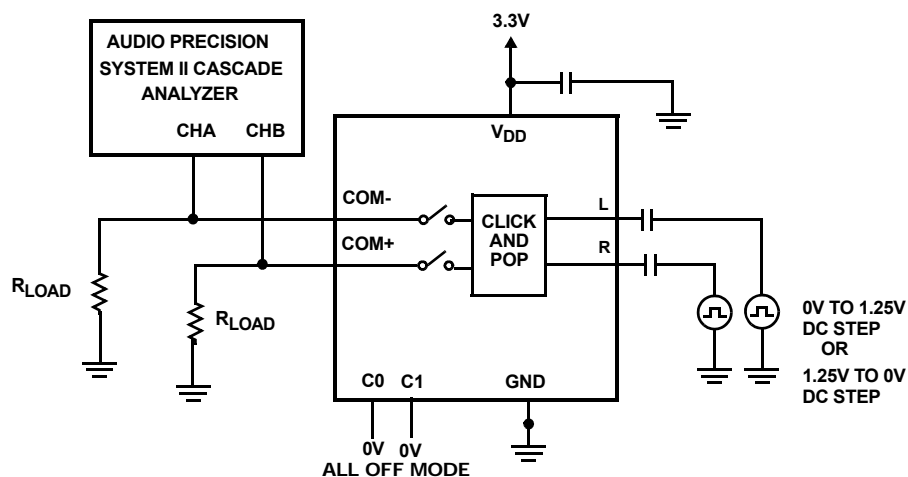 3.3V
AUDIO PRECISION
SYSTEM II CASCADE
ANALYZER
CHA CHB
VDD
COM-
COM+
CLICK
AND
POP
L
R
RLOAD
RLOAD
0V TO 1.25V
DC STEP
OR
1.25V TO 0V
DC STEP
C0 C1
GND
0V 0V
ALL OFF MODE